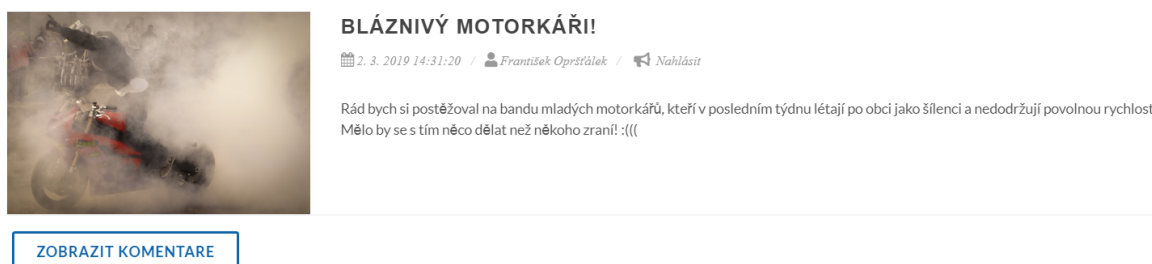 BLÁZNIVÝ MOTORKÁŘI!
2. 3. 2019 14:31:20 / František Opršťálek / Nahlásit
Rád bych si postěžoval na bandu mladých motorkářů, kteří v posledním týdnu létají po obci jako šílenci a nedodržují povolnou rychlost
Mělo by se s tím něco dělat než někoho zraní! :(((
ZOBRAZIT KOMENTARE